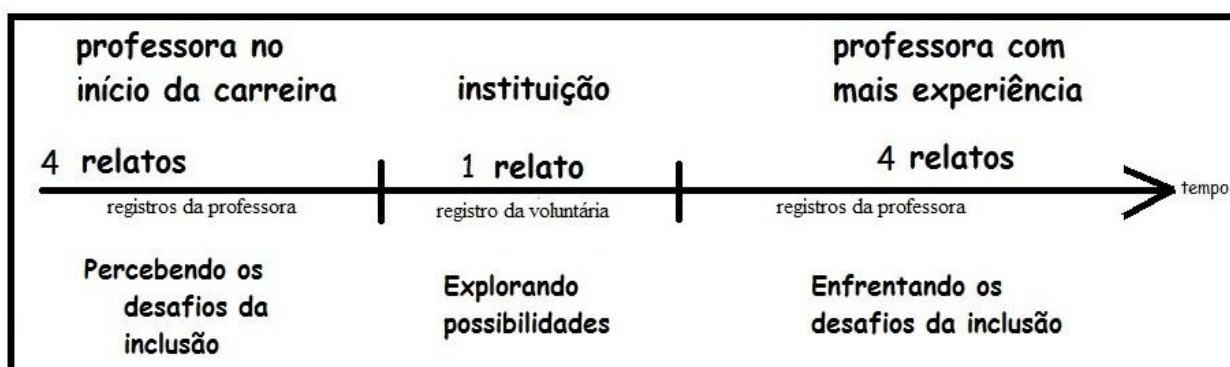 professora no
início da carreira
instituição
professora com
mais experiência
4 relatos
1 relato
4 relatos
tempo
registros da professora
registro da voluntária
registros da professora
Percebendo os
desafios da
inclusão
Explorando
possibilidades
Enfrentando os
desafios da inclusão